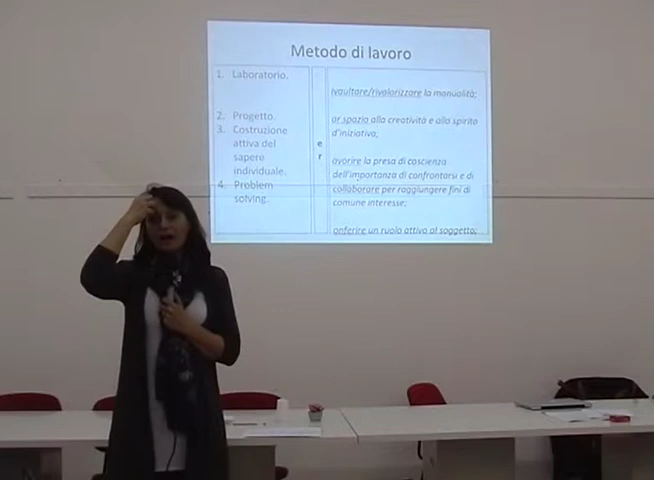 Metodo di lavoro
1. Laboratorio.
2. Progetto.
3. Costruzione
attiva del
sapere
individuale.
4. Problem
solving.
e
r
ivaultare/rivalorizzare la manualità;
ar spazio alla creatività e allo spirito
d'iniziativa;
avorire la presa di coscienza
dell'importanza di confrontarsi e di
collaborare per raggiungere fini di
comune interesse;
onferire un ruolo attivo al soggetto;